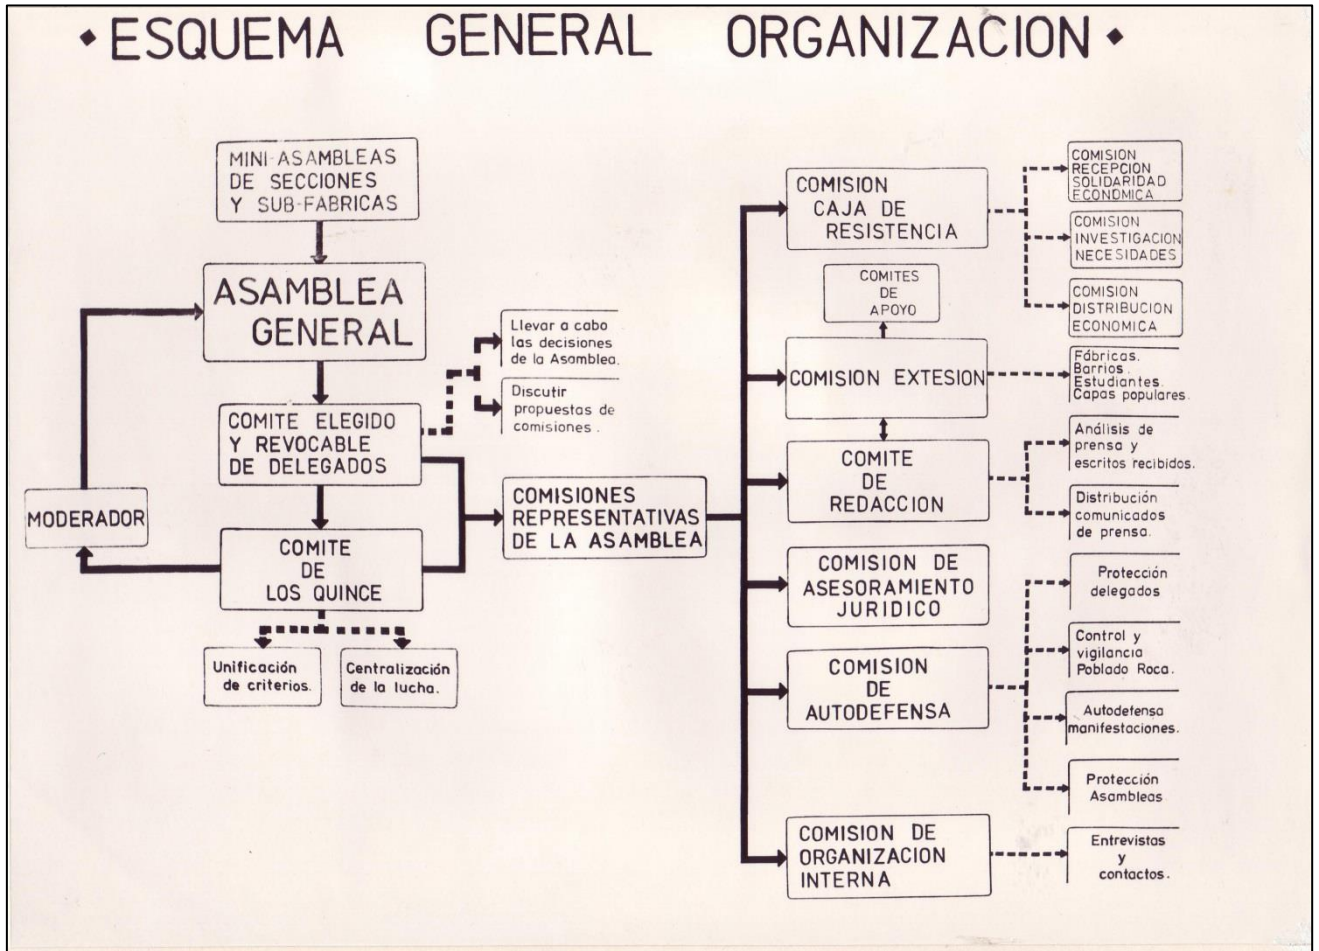 • ESQUEMA GENERAL ORGANIZACION •
MINI-ASAMBLEAS
DE SECCIONES
Y SUB-FABRICAS
ASAMBLEA
GENERAL
COMITE ELEGIDO
Y REVOCABLE
DE DELEGADOS
Llevar a cabo
las decisiones
de la Asamblea.
Discutir
propuestas de
comisiones.
MODERADOR
COMITE
DE
LOS QUINCE
Unificación
de criterios.
Centralización
de la lucha.
COMISIONES
REPRESENTATIVAS
DE LA ASAMBLEA
COMISION
CAJA DE
RESISTENCIA
COMISION
RECEPCION
SOLIDARIDAD
ECONOMICA
COMISION
INVESTIGACION
NECESIDADES
COMISION
DISTRIBUCION
ECONOMICA
COMITES
DE
APOYO
COMISION EXTESION
Fábricas.
Barrios.
Estudiantes.
Capas populares.
COMITE
DE
REDACCION
Análisis de
prensa y
escritos recibidos.
Distribución
comunicados
de prensa.
COMISION DE
ASESORAMIENTO
JURIDICO
COMISION
DE
AUTODEFENSA
Protección
delegados
Control y
vigilancia
Poblado Roca.
Autodefensa
manifestaciones.
Protección
Asambleas
COMISION DE
ORGANIZACION
INTERNA
Entrevistas
y
contactos.